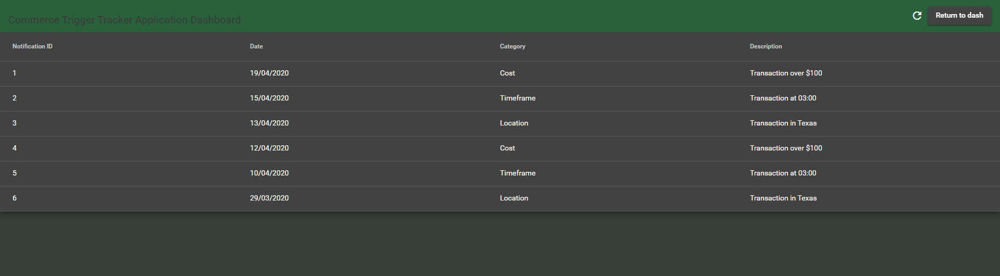 Commerce Trigger Tracker Application Dashboard
Return to dash
Notification ID Date Category Description
1 19/04/2020 Cost Transaction over $100
2 15/04/2020 Timeframe Transaction at 03:00
3 13/04/2020 Location Transaction in Texas
4 12/04/2020 Cost Transaction over $100
5 10/04/2020 Timeframe Transaction at 03:00
6 29/03/2020 Location Transaction in Texas